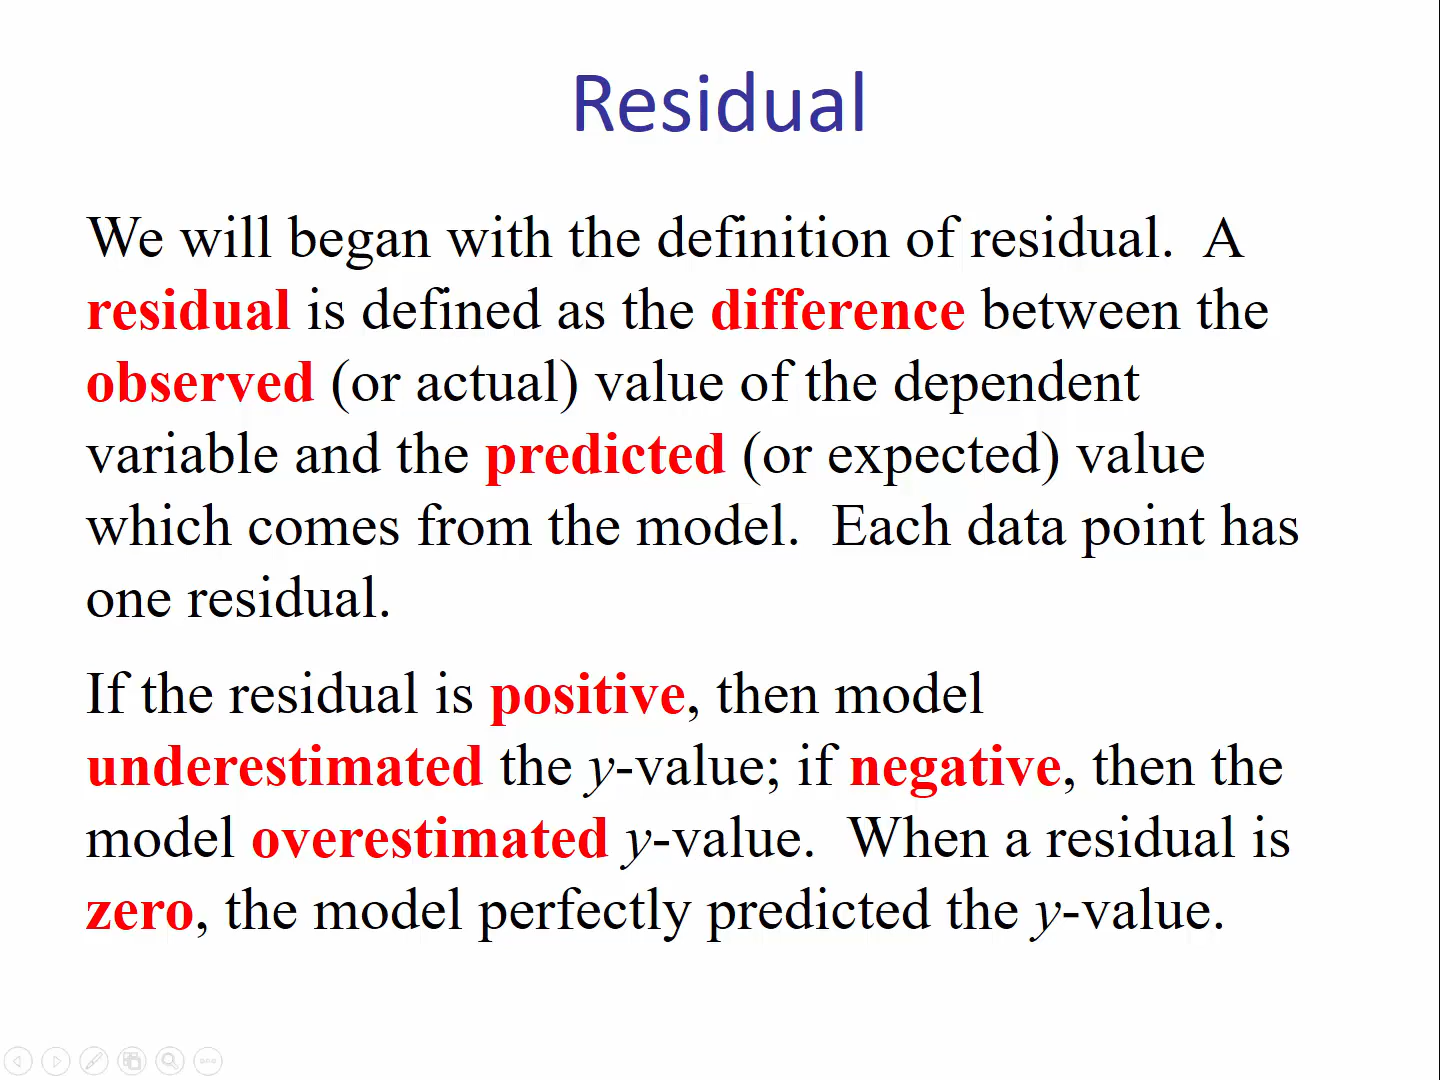 Residual
We will began with the definition of residual.  A
residual is defined as the difference between the
observed (or actual) value of the dependent
variable and the predicted (or expected) value
which comes from the model.  Each data point has
one residual.
If the residual is positive, then model
underestimated the y-value; if negative, then the
model overestimated y-value.  When a residual is
zero, the model perfectly predicted the y-value.